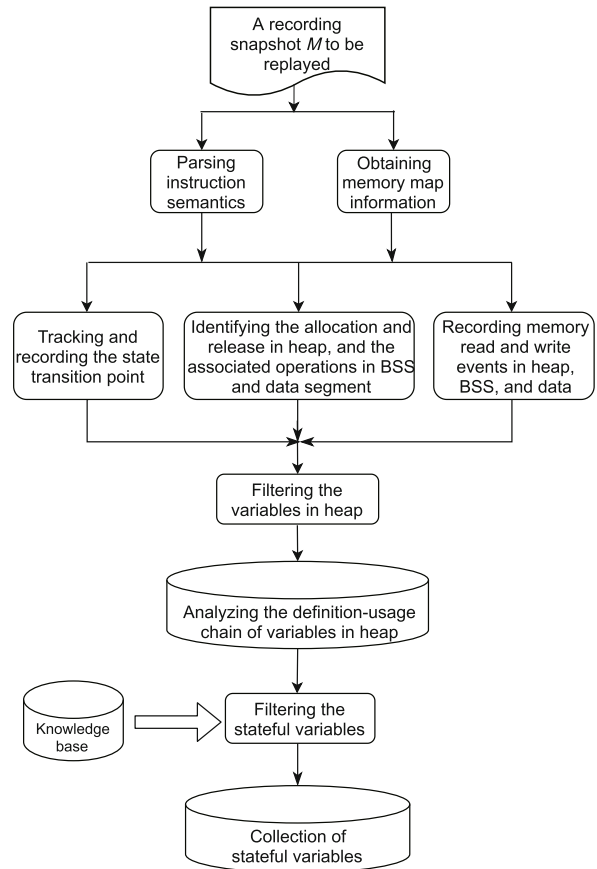 A recording
snapshot M to be
replayed
Parsing
instruction
semantics
Obtaining
memory map
information
Tracking and
recording the state
transition point
Identifying the allocation and
release in heap, and the
associated operations in BSS
and data segment
Recording memory
read and write
events in heap,
BSS, and data
Filtering the
variables in heap
Analyzing the definition-usage
chain of variables in heap
Knowledge
base
Filtering the
stateful variables
Collection of
stateful variables